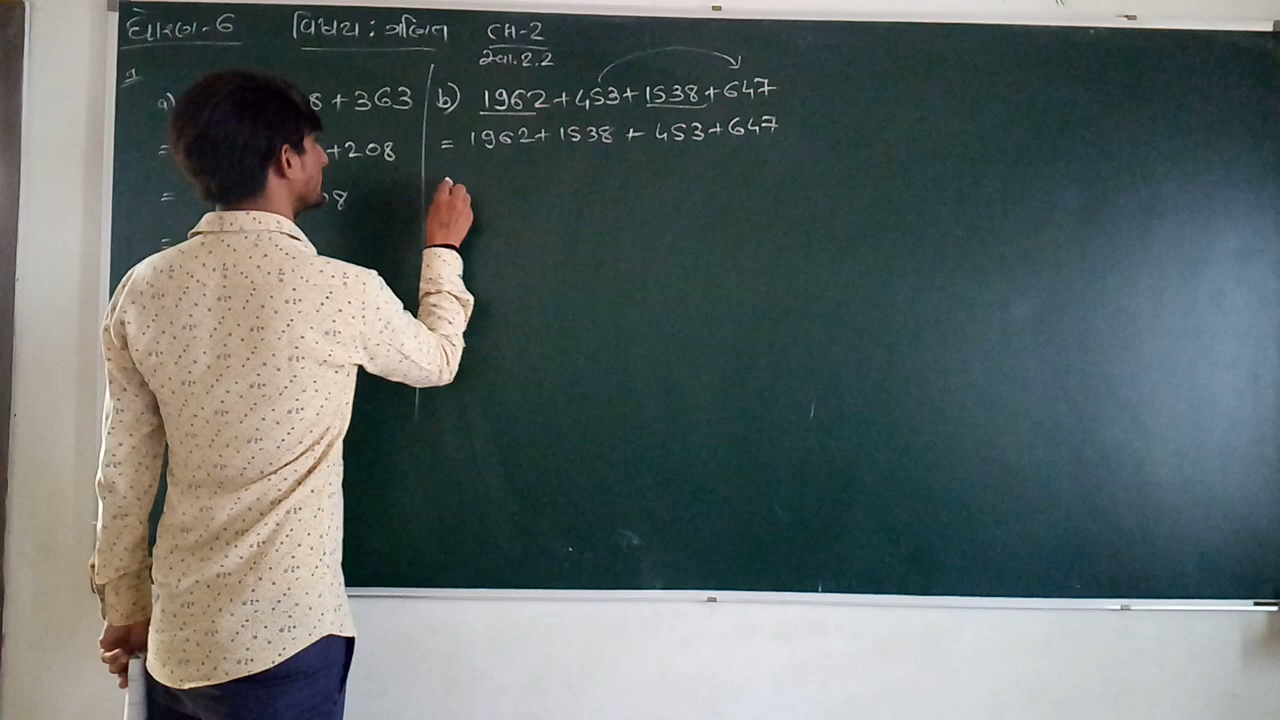 ધોરણ-6 વિષય : ગણિત CH-2
સ્વા.2.2
1
a) 8+363
= +208
= 8
=
b) 1962+453+1538+647
= 1962+1538+453+647